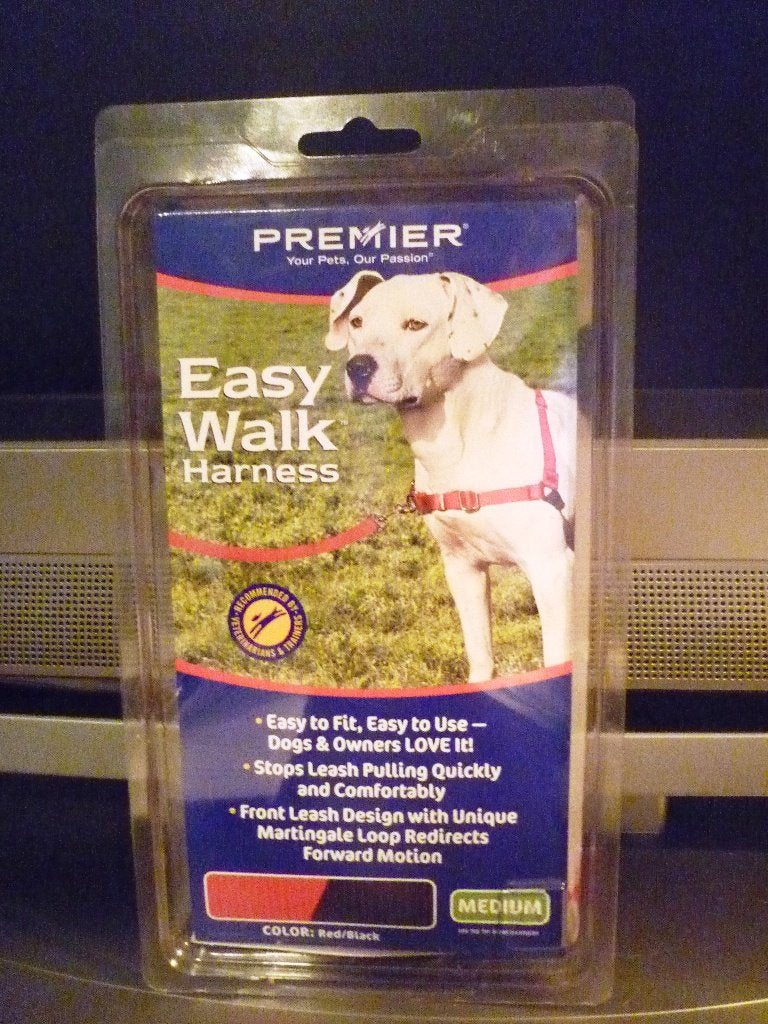 PREMIER®
Your Pets, Our Passion®
Easy
Walk™
Harness
RECOMMENDED BY
VETERINARIANS & TRAINERS
• Easy to Fit, Easy to Use —
Dogs & Owners LOVE It!
• Stops Leash Pulling Quickly
and Comfortably
• Front Leash Design with Unique
Martingale Loop Redirects
Forward Motion
MEDIUM
COLOR: Red/Black